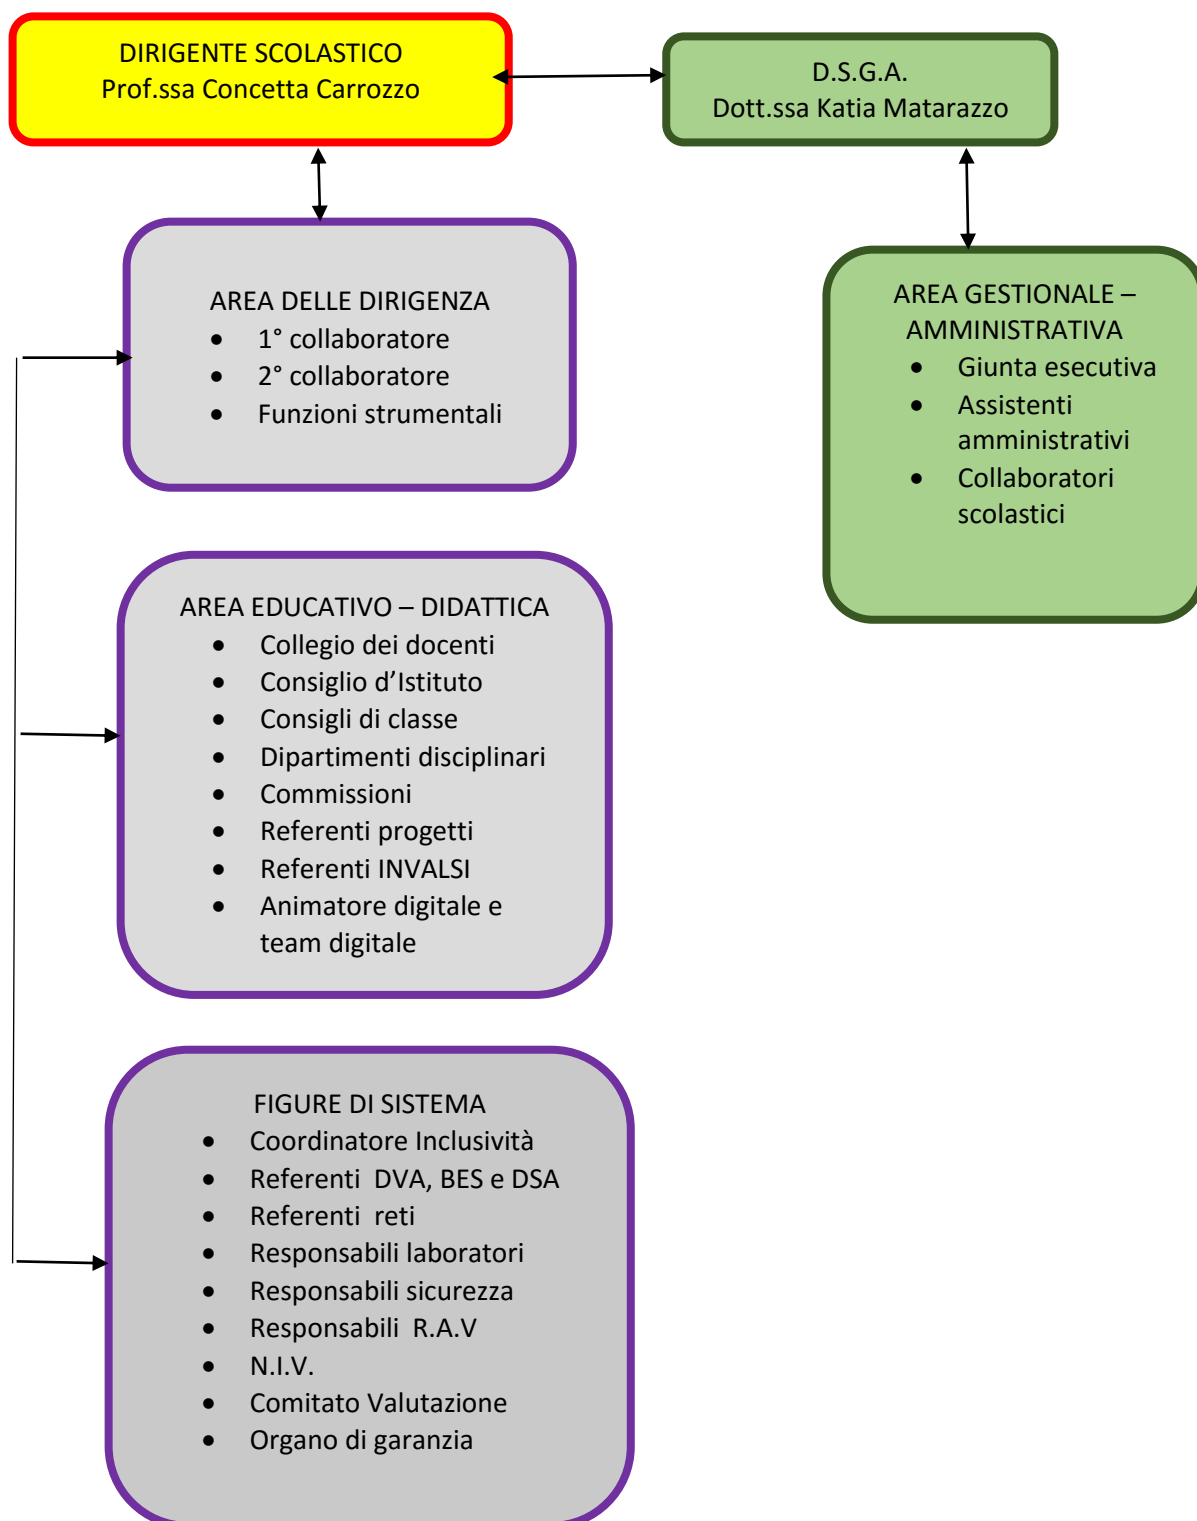 DIRIGENTE SCOLASTICO
Prof.ssa Concetta Carrozzo
D.S.G.A.
Dott.ssa Katia Matarazzo
AREA DELLE DIRIGENZA
• 1° collaboratore
• 2° collaboratore
• Funzioni strumentali
AREA GESTIONALE –
AMMINISTRATIVA
• Giunta esecutiva
• Assistenti
amministrativi
• Collaboratori
scolastici
AREA EDUCATIVO – DIDATTICA
• Collegio dei docenti
• Consiglio d’Istituto
• Consigli di classe
• Dipartimenti disciplinari
• Commissioni
• Referenti progetti
• Referenti INVALSI
• Animatore digitale e
team digitale
FIGURE DI SISTEMA
• Coordinatore Inclusività
• Referenti  DVA, BES e DSA
• Referenti  reti
• Responsabili laboratori
• Responsabili sicurezza
• Responsabili  R.A.V
• N.I.V.
• Comitato Valutazione
• Organo di garanzia